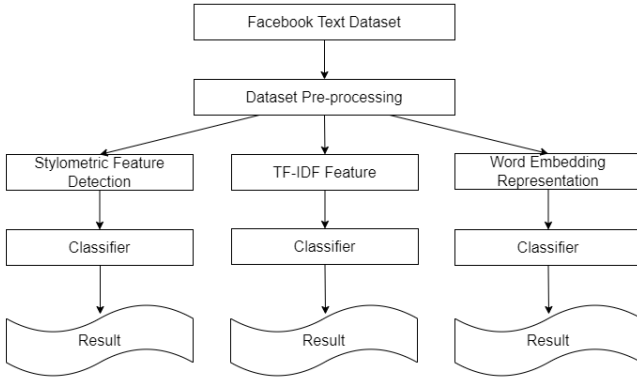 Facebook Text Dataset
Dataset Pre-processing
Stylometric Feature
Detection
TF-IDF Feature
Word Embedding
Representation
Classifier
Classifier
Classifier
Result
Result
Result